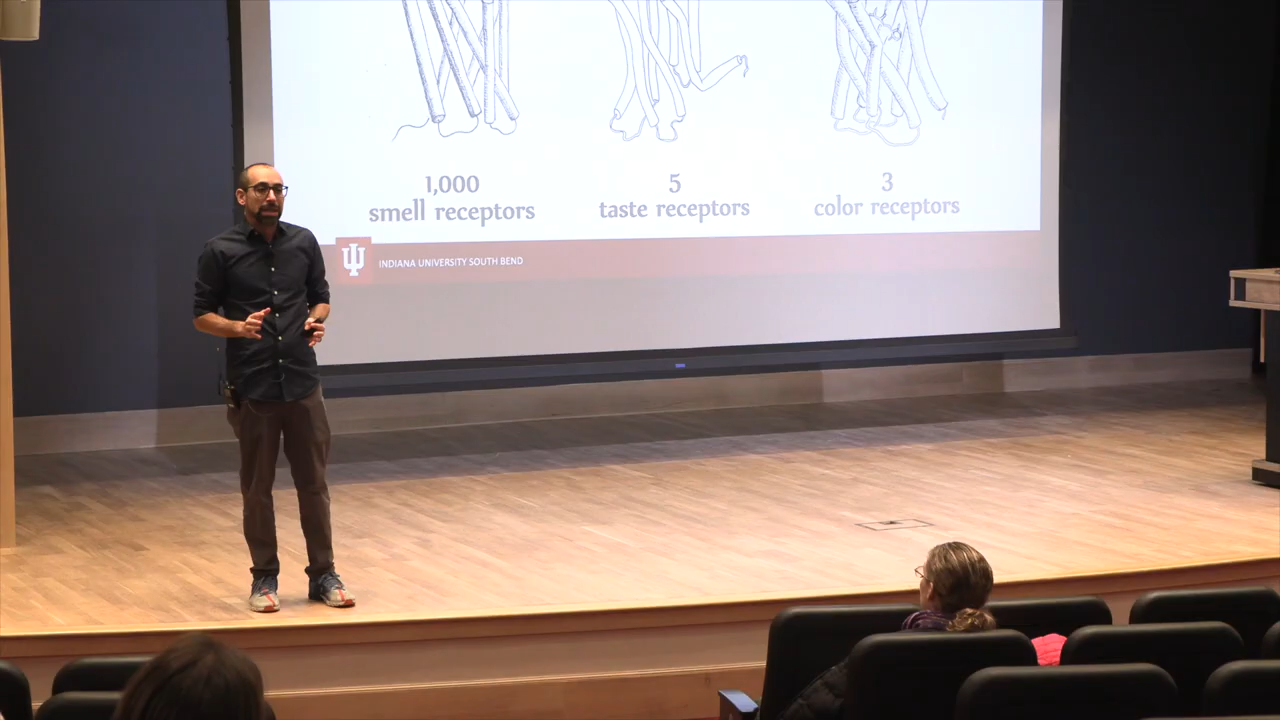 1,000
smell receptors
5
taste receptors
3
color receptors
INDIANA UNIVERSITY SOUTH BEND